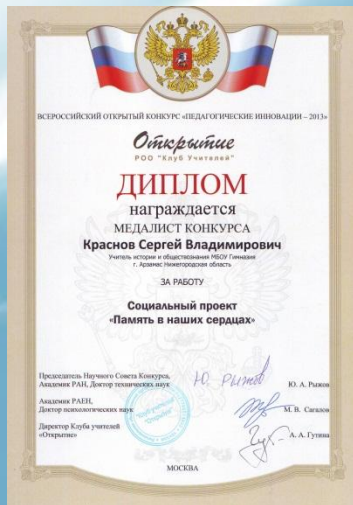 ВСЕРОССИЙСКИЙ ОТКРЫТЫЙ КОНКУРС «ПЕДАГОГИЧЕСКИЕ ИННОВАЦИИ – 2013»
Открытие
РОО "Клуб Учителей"
ДИПЛОМ
награждается
МЕДАЛИСТ КОНКУРСА
Краснов Сергей Владимирович
Учитель истории и обществознания МБОУ Гимназия
г. Арзамас Нижегородская область
ЗА РАБОТУ
Социальный проект
«Память в наших сердцах»
Председатель Научного Совета Конкурса,
Академик РАН, Доктор технических наук
Ю. Рыжов
Ю. А. Рыжов
Академик РАЕН,
Доктор психологических наук
М. В. Сагалов
Директор Клуба учителей
«Открытие»
А. А. Гутина
МОСКВА